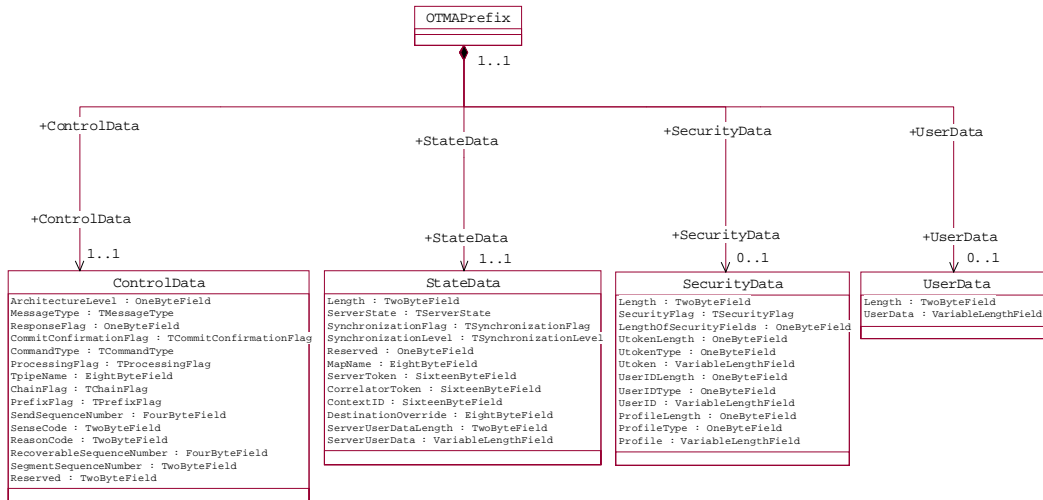 OTMAPrefix
1..1
+ControlData
+StateData
+SecurityData
+UserData
+ControlData
+StateData
+SecurityData
+UserData
1..1
1..1
0..1
0..1
ControlData
ArchitectureLevel : OneByteField
MessageType : TMessageType
ResponseFlag : OneByteField
CommitConfirmationFlag : TCommitConfirmationFlag
CommandType : TCommandType
ProcessingFlag : TProcessingFlag
TpipeName : EightByteField
ChainFlag : TChainFlag
PrefixFlag : TPrefixFlag
SendSequenceNumber : FourByteField
SenseCode : TwoByteField
ReasonCode : TwoByteField
RecoverableSequenceNumber : FourByteField
SegmentSequenceNumber : TwoByteField
Reserved : TwoByteField
StateData
Length : TwoByteField
ServerState : TServerState
SynchronizationFlag : TSynchronizationFlag
SynchronizationLevel : TSynchronizationLevel
Reserved : OneByteField
MapName : EightByteField
ServerToken : SixteenByteField
CorrelatorToken : SixteenByteField
ContextID : SixteenByteField
DestinationOverride : EightByteField
ServerUserDataLength : TwoByteField
ServerUserData : VariableLengthField
SecurityData
Length : TwoByteField
SecurityFlag : TSecurityFlag
LengthOfSecurityFields : OneByteField
UtokenLength : OneByteField
UtokenType : OneByteField
Utoken : VariableLengthField
UserIDLength : OneByteField
UserIDType : OneByteField
UserID : VariableLengthField
ProfileLength : OneByteField
ProfileType : OneByteField
Profile : VariableLengthField
UserData
Length : TwoByteField
UserData : VariableLengthField